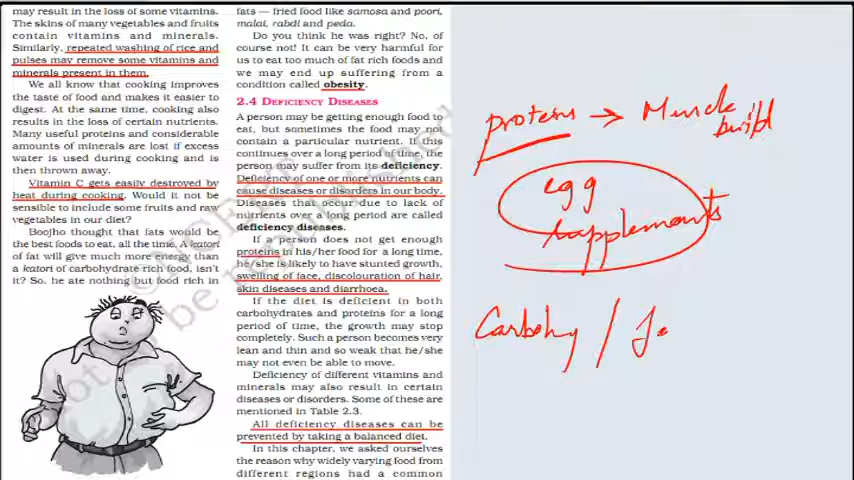 may result in the loss of some vitamins.
The skins of many vegetables and fruits
contain vitamins and minerals.
Similarly, repeated washing of rice and
pulses may remove some vitamins and
minerals present in them.
We all know that cooking improves
the taste of food and makes it easier to
digest. At the same time, cooking also
results in the loss of certain nutrients.
Many useful proteins and considerable
amounts of minerals are lost if excess
water is used during cooking and is
then thrown away.
Vitamin C gets easily destroyed by
heat during cooking. Would it not be
sensible to include some fruits and raw
vegetables in our diet?
Boojho thought that fats would be
the best foods to eat, all the time. A katori
of fat will give much more energy than
a katori of carbohydrate rich food, isn't
it? So, he ate nothing but food rich in
fats — fried food like samosa and poori,
malai, rabdi and peda.
Do you think he was right? No, of
course not! It can be very harmful for
us to eat too much of fat rich foods and
we may end up suffering from a
condition called obesity.
2.4 DEFICIENCY DISEASES
A person may be getting enough food to
eat, but sometimes the food may not
contain a particular nutrient. If this
continues over a long period of time, the
person may suffer from its deficiency.
Deficiency of one or more nutrients can
cause diseases or disorders in our body.
Diseases that occur due to lack of
nutrients over a long period are called
deficiency diseases.
If a person does not get enough
proteins in his/her food for a long time,
he/she is likely to have stunted growth,
swelling of face, discolouration of hair,
skin diseases and diarrhoea.
If the diet is deficient in both
carbohydrates and proteins for a long
period of time, the growth may stop
completely. Such a person becomes very
lean and thin and so weak that he/she
may not even be able to move.
Deficiency of different vitamins and
minerals may also result in certain
diseases or disorders. Some of these are
mentioned in Table 2.3.
All deficiency diseases can be
prevented by taking a balanced diet.
In this chapter, we asked ourselves
the reason why widely varying food from
different regions had a common
proteins → Muscle
build
egg
supplements
Carbohy /